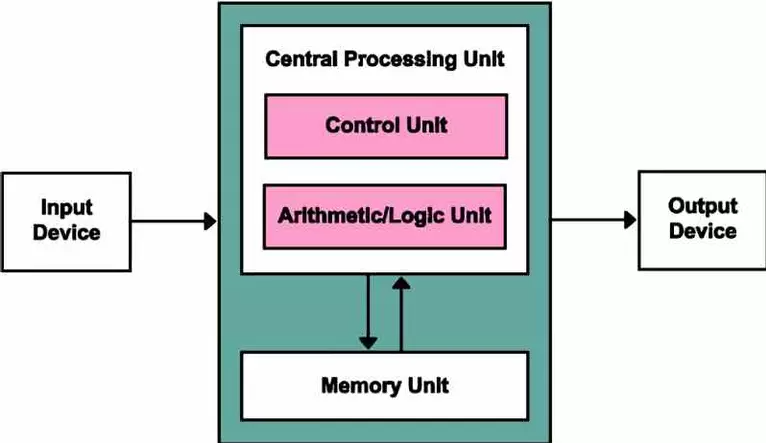 Central Processing Unit
Control Unit
Arithmetic/Logic Unit
Input
Device
Output
Device
Memory Unit